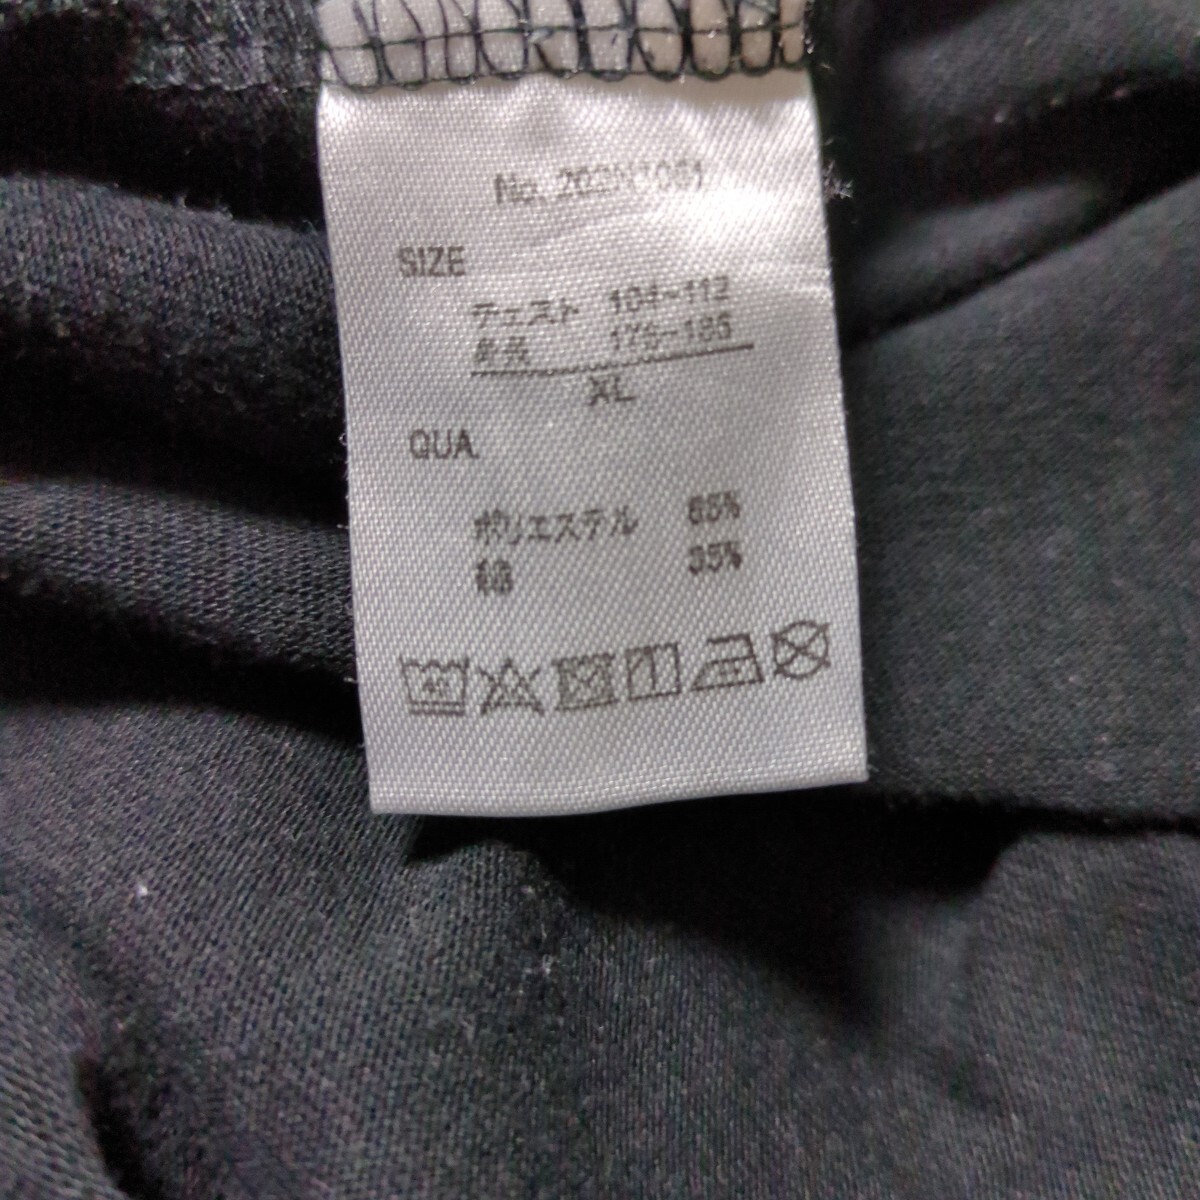 SIZE
チェスト 104~112
身長 175~185
XL
QUA
ポリエステル 65%
綿 35%
40